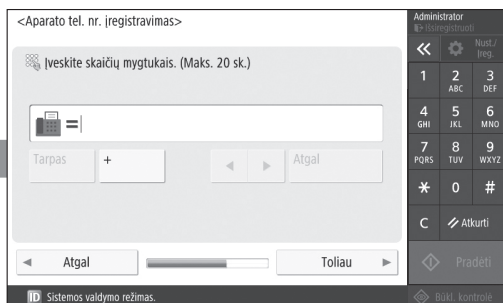 <Aparato tel. nr. įregistravimas>
Įveskite skaičių mygtukais. (Maks. 20 sk.)
=
Tarpas
+
Atgal
Atgal
Toliau
ID Sistemos valdymo režimas.
Administrator
Išsiregistruoti
Nust./
Įreg.
1
2
3
ABC
DEF
4
5
6
GHI
JKL
MNO
7
8
9
PQRS
TUV
WXYZ
*
0
#
C
Atkurti
Pradėti
Būkl. kontrolė